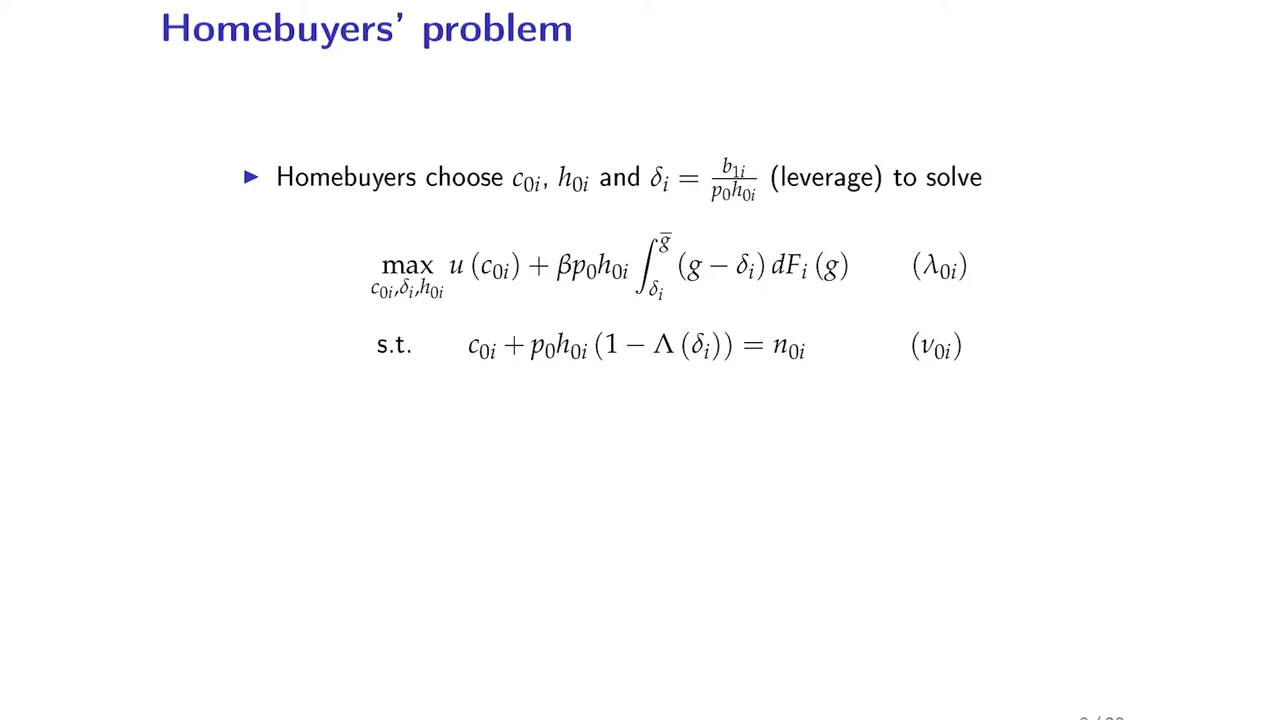 Homebuyers' problem
▶ Homebuyers choose c₀ᵢ, h₀ᵢ and δᵢ = b₁ᵢ / p₀h₀ᵢ (leverage) to solve
max_{c₀ᵢ,δᵢ,h₀ᵢ} u (c₀ᵢ) + βp₀h₀ᵢ ∫_{δᵢ}^{g̅} (g − δᵢ) dFᵢ (g) (λ₀ᵢ)
s.t. c₀ᵢ + p₀h₀ᵢ (1 − Λ (δᵢ)) = n₀ᵢ (ν₀ᵢ)